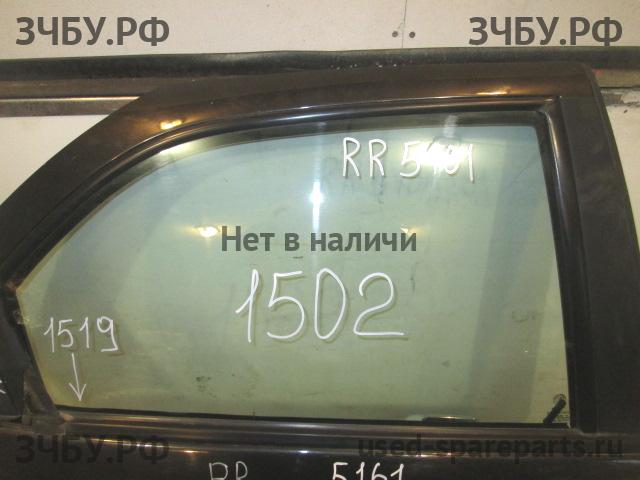 ЗЧБУ.РФ ЗЧБУ.РФ
RR 5161
Нет в наличи
1502
1519
ЗЧБУ.РФ used-spareparts.ru
RR 5161